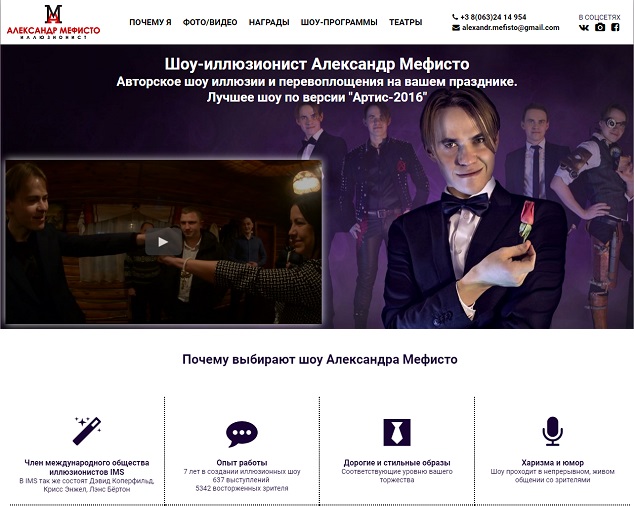 АЛЕКСАНДР МЕФИСТО
ИЛЛЮЗИОНИСТ
ПОЧЕМУ Я ФОТО/ВИДЕО НАГРАДЫ ШОУ-ПРОГРАММЫ ТЕАТРЫ
+3 8(063)24 14 954
alexandr.mefisto@gmail.com
В СОЦСЕТЯХ
Шоу-иллюзионист Александр Мефисто
Авторское шоу иллюзии и перевоплощения на вашем празднике.
Лучшее шоу по версии "Артис-2016"
Почему выбирают шоу Александра Мефисто
Член международного общества
иллюзионистов IMS
В IMS так же состоят Дэвид Коперфильд,
Крисс Энжел, Лэнс Бёртон
Опыт работы
7 лет в создании иллюзионных шоу
637 выступлений
5342 восторженных зрителя
Дорогие и стильные образы
Соответствующие уровню вашего
торжества
Харизма и юмор
Шоу проходит в непрерывном, живом
общении со зрителями